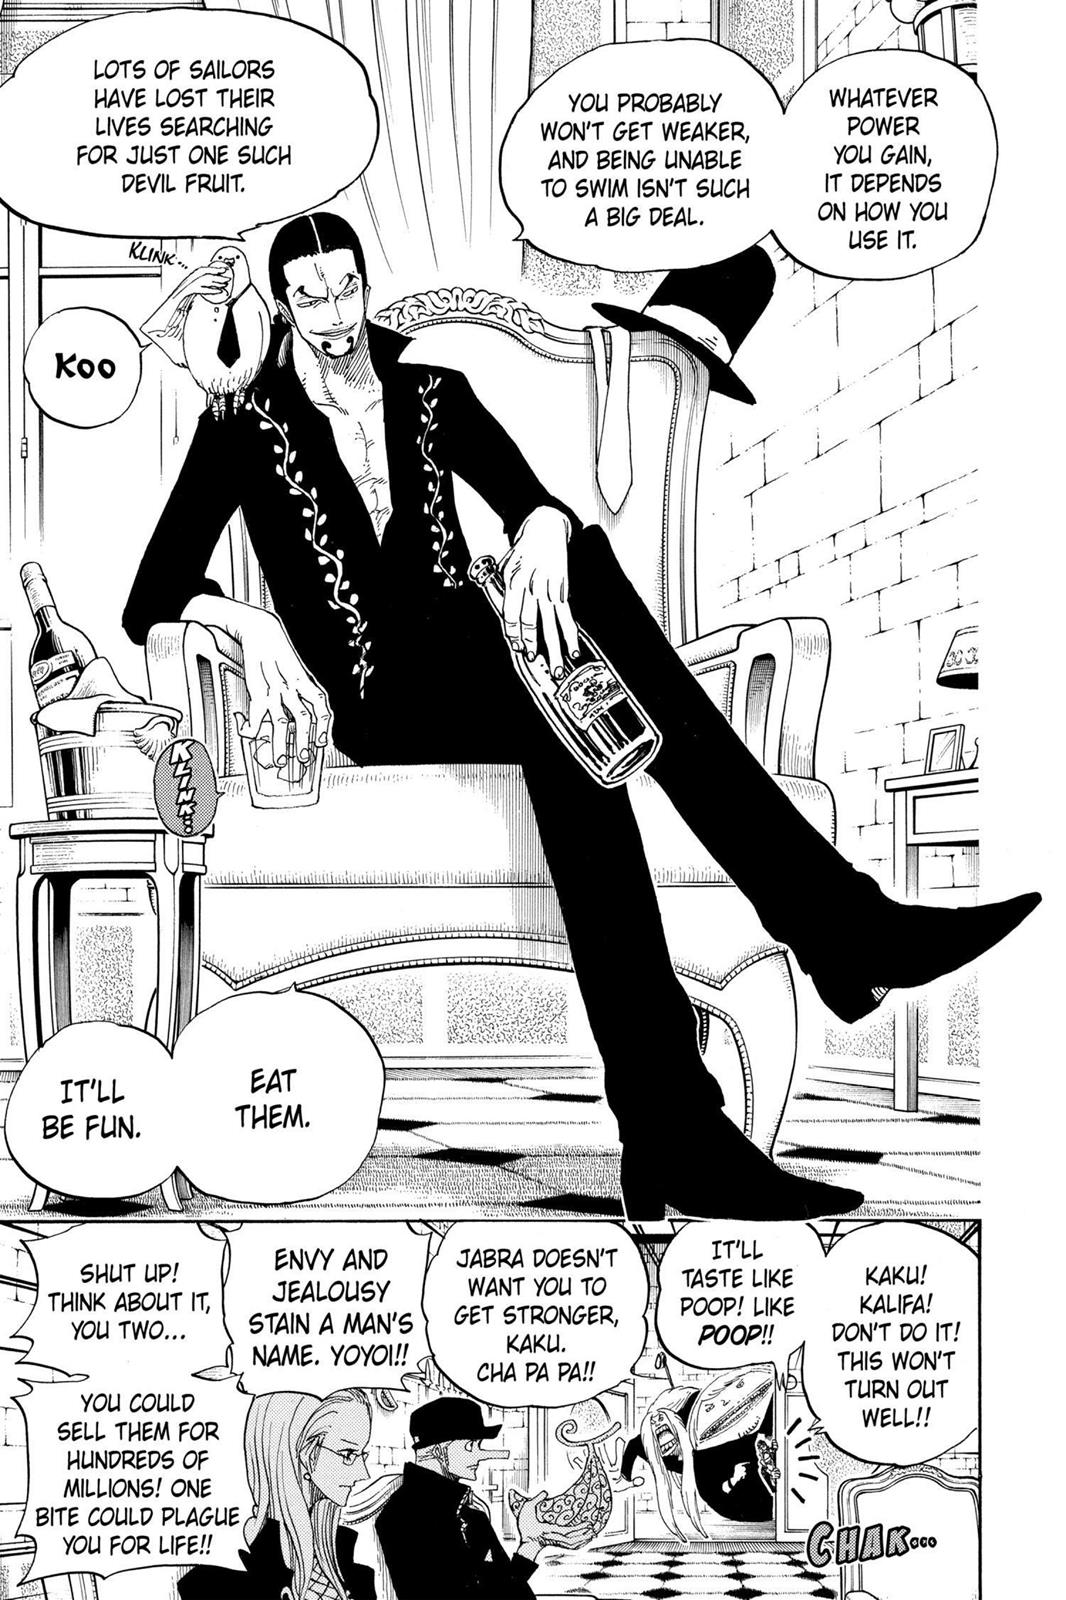 WHATEVER
POWER
YOU GAIN,
IT DEPENDS
ON HOW YOU
USE IT.
YOU PROBABLY
WON'T GET WEAKER,
AND BEING UNABLE
TO SWIM ISN'T SUCH
A BIG DEAL.
LOTS OF SAILORS
HAVE LOST THEIR
LIVES SEARCHING
FOR JUST ONE SUCH
DEVIL FRUIT.
KLINK...
KOO
KLINK...
EAT
THEM.
IT'LL
BE FUN.
KAKU!
KALIFA!
DON'T DO IT!
THIS WON'T
TURN OUT
WELL!!
IT'LL
TASTE LIKE
POOP! LIKE
POOP!!
CHAK...
JABRA DOESN'T
WANT YOU TO
GET STRONGER,
KAKU.
CHA PA PA!!
ENVY AND
JEALOUSY
STAIN A MAN'S
NAME. YOYOI!!
SHUT UP!
THINK ABOUT IT,
YOU TWO...
YOU COULD
SELL THEM FOR
HUNDREDS OF
MILLIONS! ONE
BITE COULD PLAGUE
YOU FOR LIFE!!